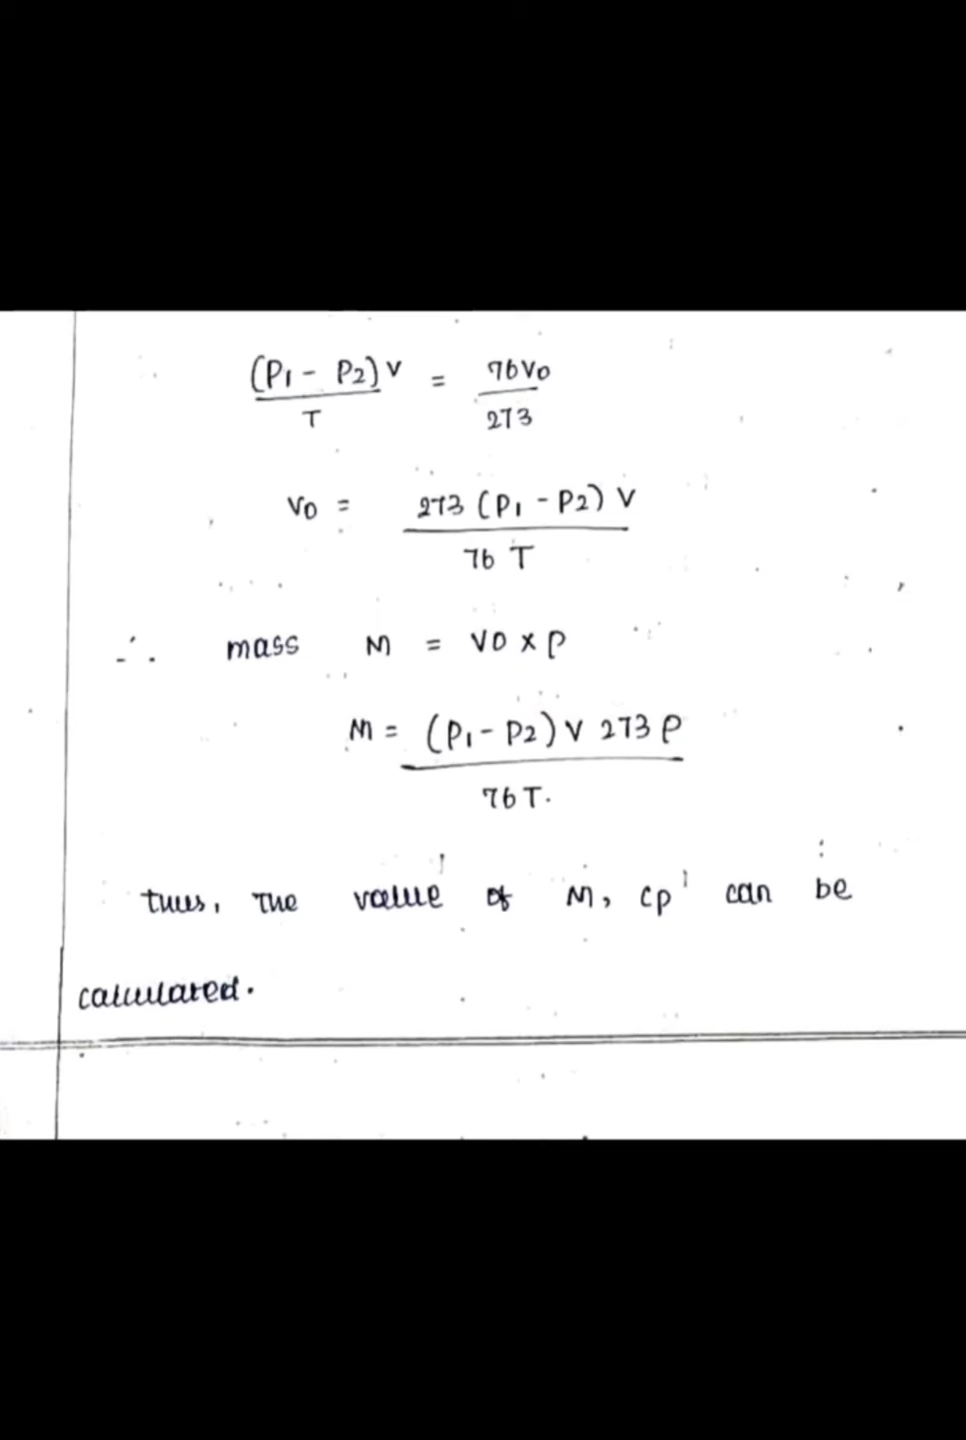 (P1 - P2) V / T = 76V0 / 273
V0 = 273 (P1 - P2) V / 76 T
∴ mass M = V0 x ρ
M = (P1 - P2) V 273 ρ / 76 T.
thus, The value of M, Cp can be
calculated.